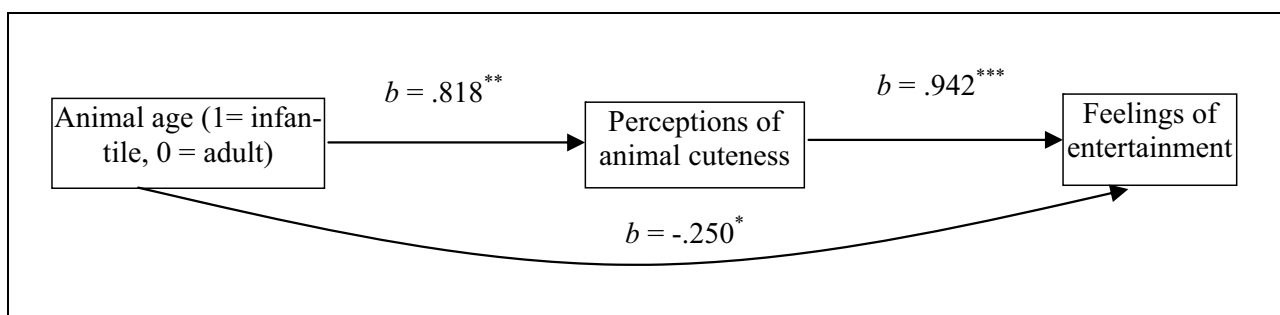 b = .818**
b = .942***
Animal age (1= infan-
tile, 0 = adult)
Perceptions of
animal cuteness
Feelings of
entertainment
b = -.250*